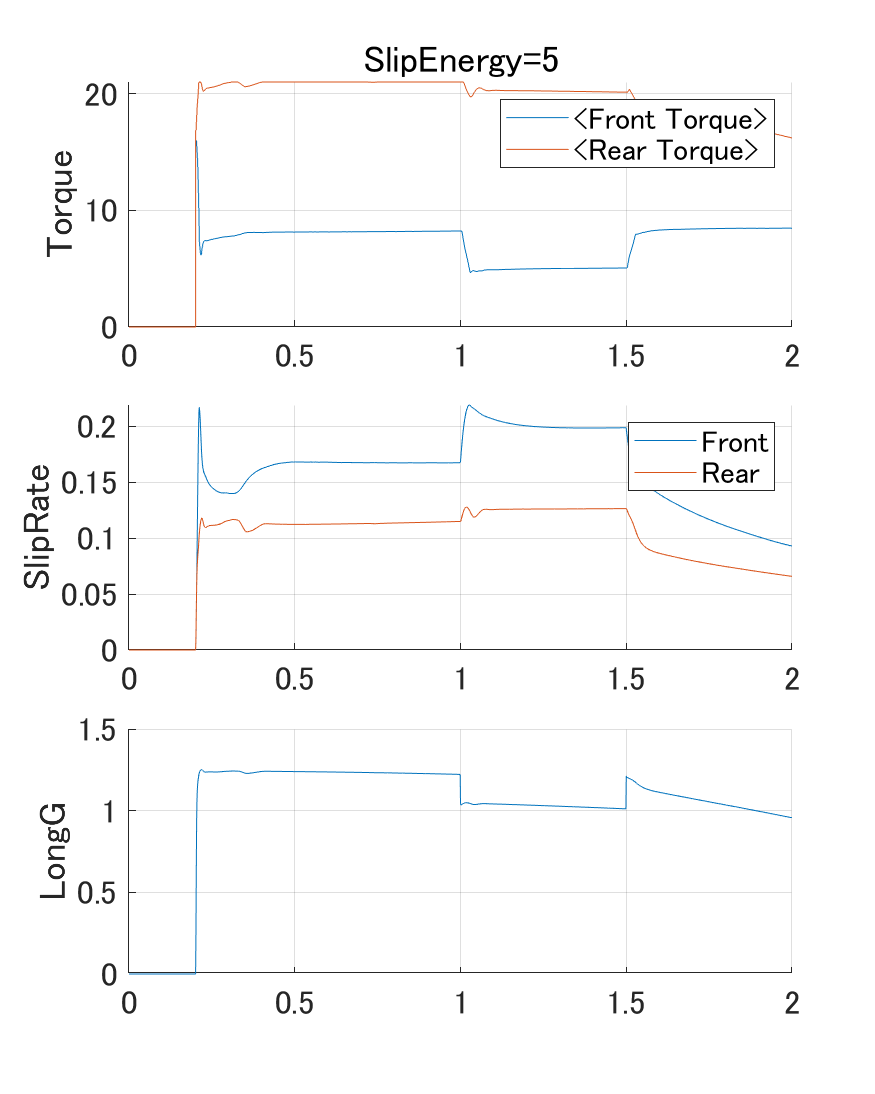 SlipEnergy=5
Torque
20
10
0
<Front Torque>
<Rear Torque>
0 0.5 1 1.5 2
SlipRate
0.2
0.15
0.1
0.05
0
Front
Rear
0 0.5 1 1.5 2
LongG
1.5
1
0.5
0
0 0.5 1 1.5 2